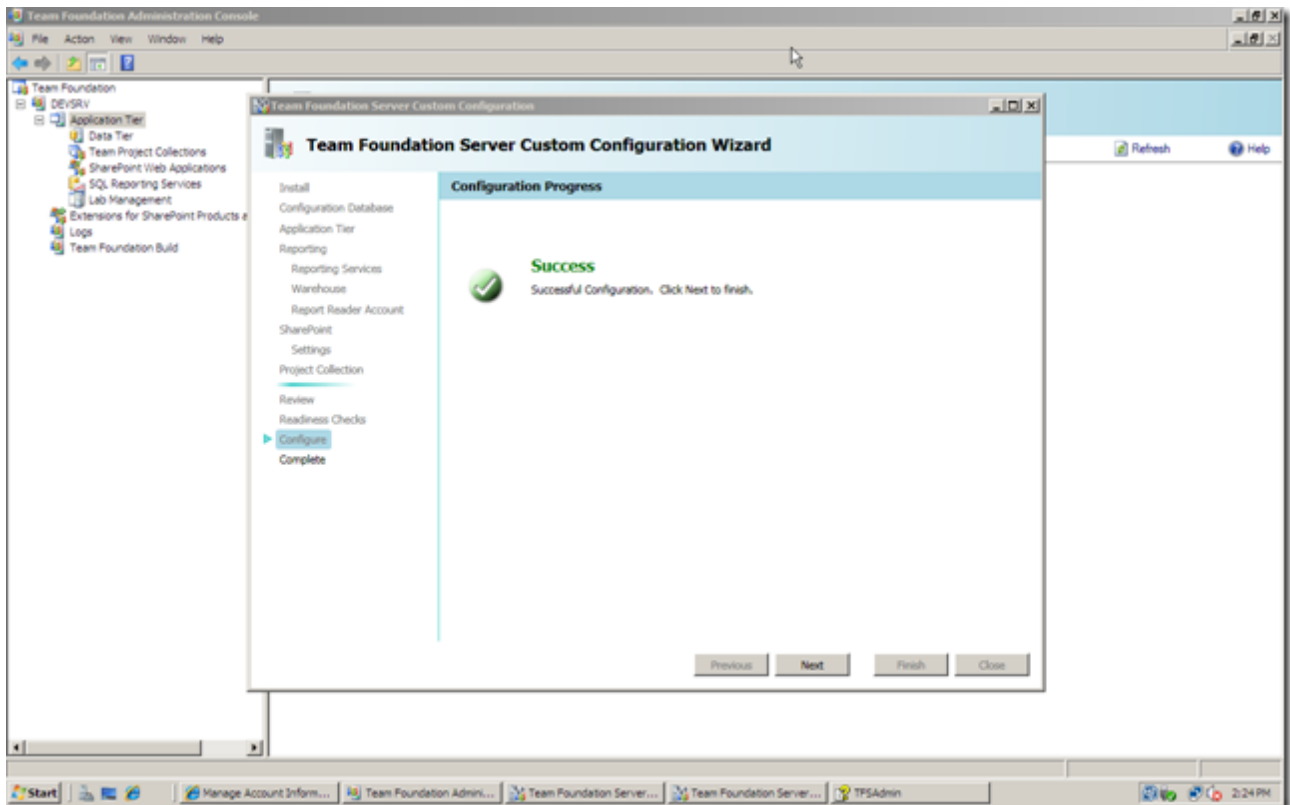 Team Foundation Administration Console
File Action View Window Help
Team Foundation
DEVSRV
Application Tier
Data Tier
Team Project Collections
SharePoint Web Applications
SQL Reporting Services
Lab Management
Extensions for SharePoint Products a
Logs
Team Foundation Build
Refresh Help
Team Foundation Server Custom Configuration
Team Foundation Server Custom Configuration Wizard
Install
Configuration Database
Application Tier
Reporting
Reporting Services
Warehouse
Report Reader Account
SharePoint
Settings
Project Collection
Review
Readiness Checks
Configure
Complete
Configuration Progress
Success
Successful Configuration. Click Next to finish.
Previous Next Finish Close
Start Manage Account Inform... Team Foundation Admini... Team Foundation Server... Team Foundation Server... TFSAdmin 2:24 PM